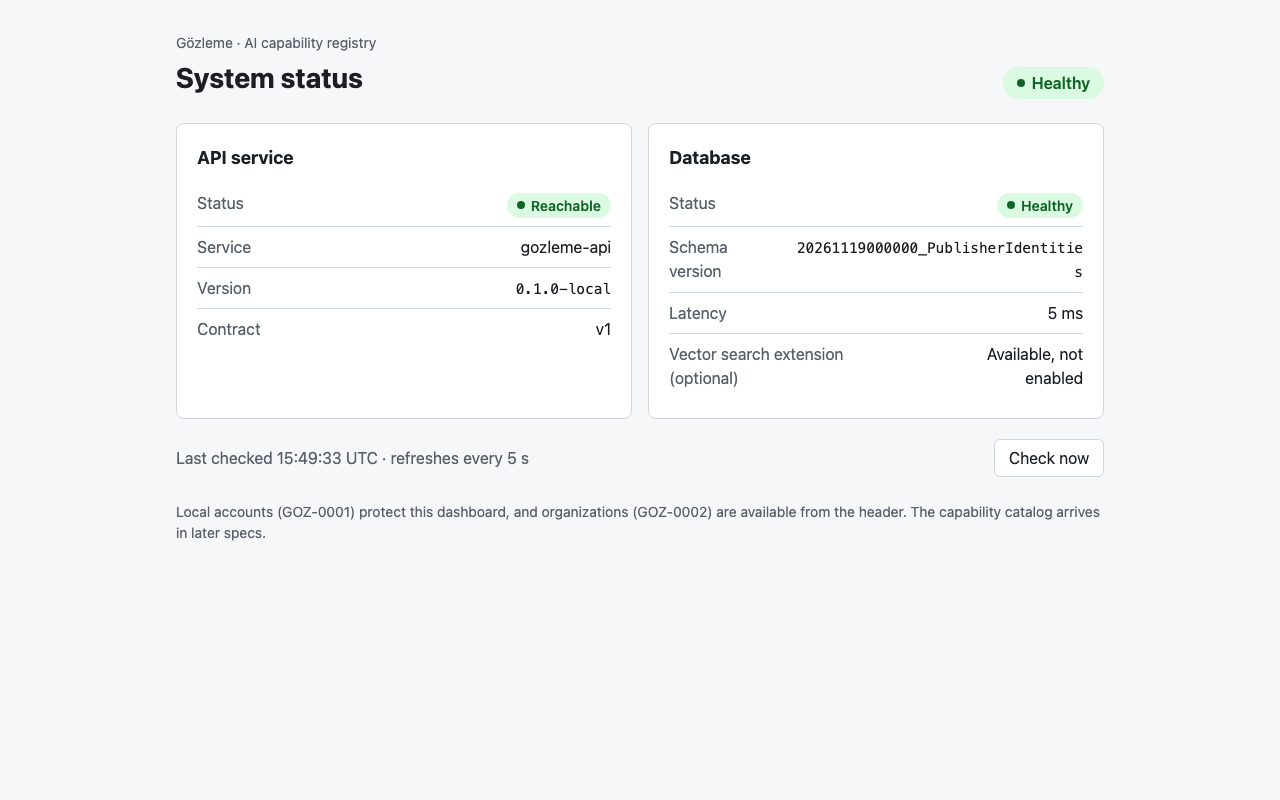 Gözleme · AI capability registry
System status
Healthy
API service
Status
Reachable
Service
gozleme-api
Version
0.1.0-local
Contract
v1
Database
Status
Healthy
Schema
version
20261119000000_PublisherIdentitie
s
Latency
5 ms
Vector search extension
(optional)
Available, not
enabled
Last checked 15:49:33 UTC · refreshes every 5 s
Check now
Local accounts (GOZ-0001) protect this dashboard, and organizations (GOZ-0002) are available from the header. The capability catalog arrives
in later specs.